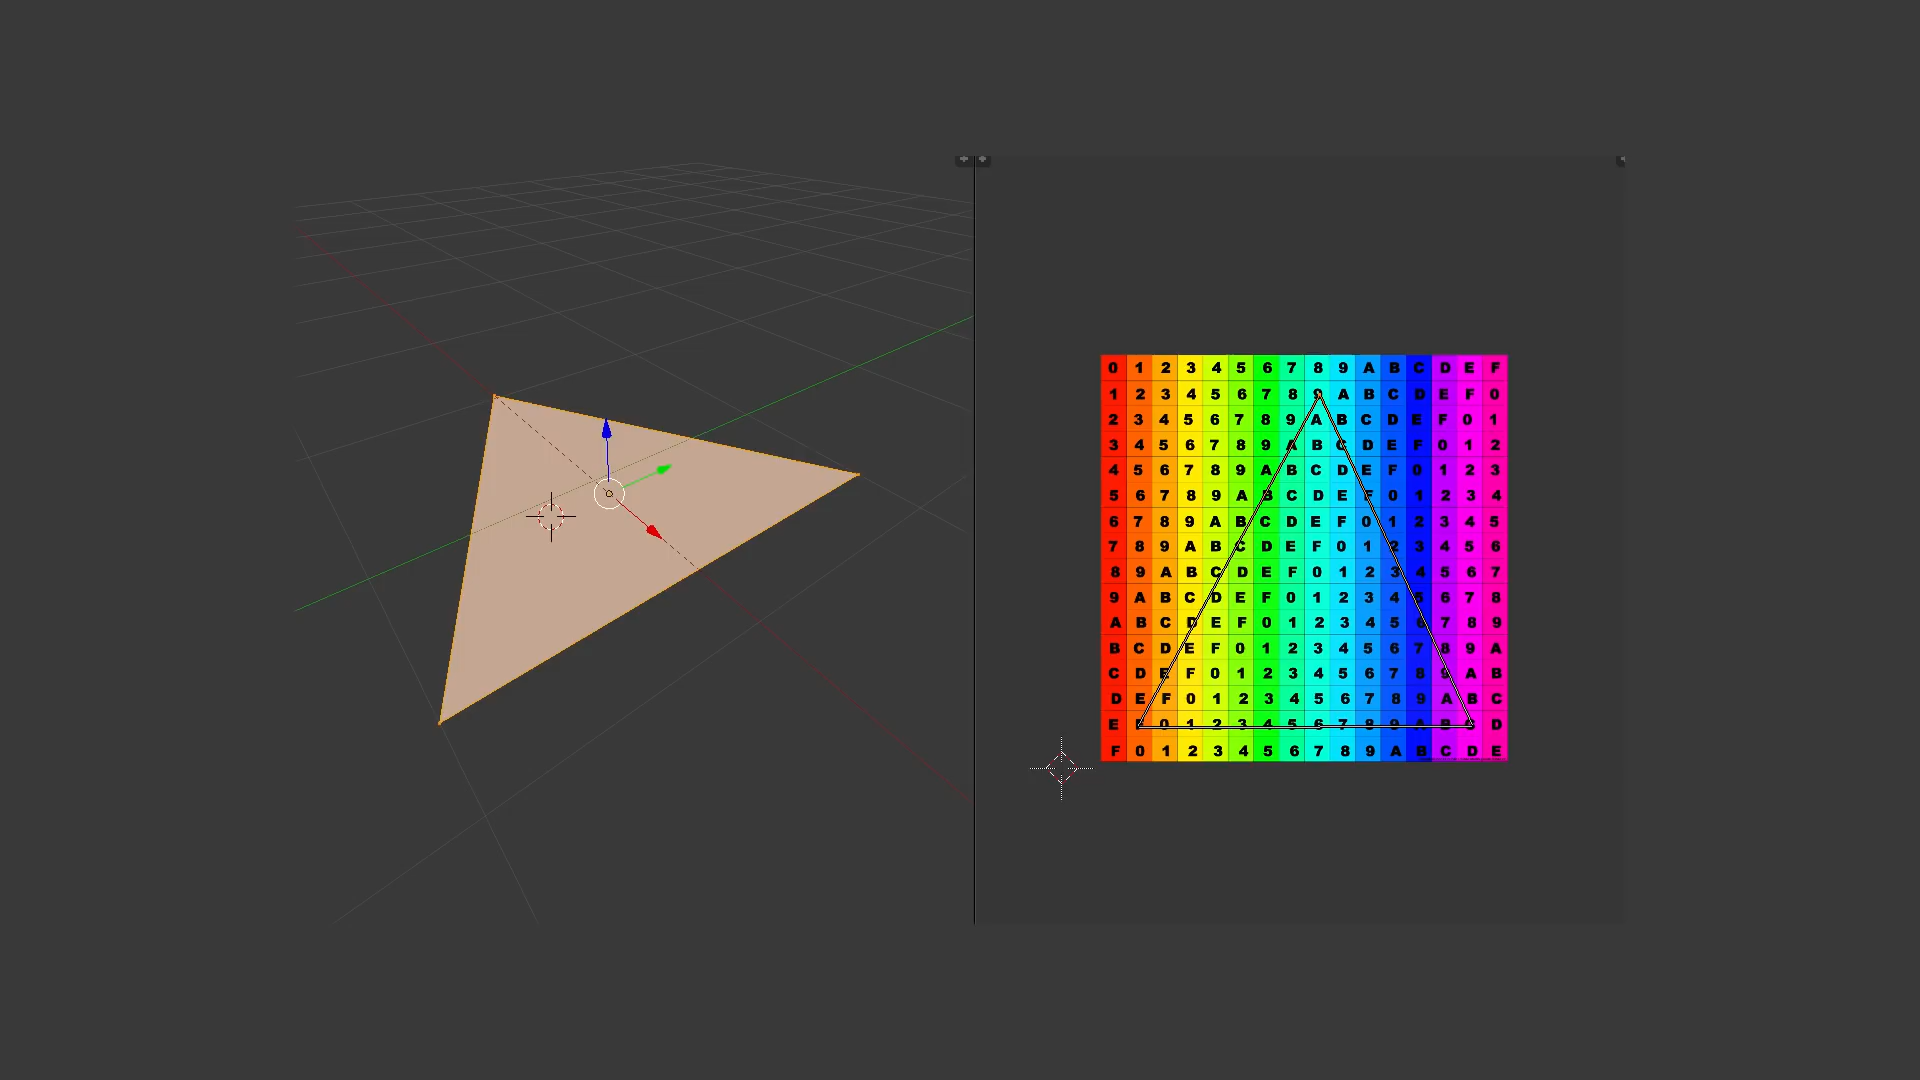 0 1 2 3 4 5 6 7 8 9 A B C D E F
1 2 3 4 5 6 7 8 9 A B C D E F 0
2 3 4 5 6 7 8 9 A B C D E F 0 1
3 4 5 6 7 8 9 A B C D E F 0 1 2
4 5 6 7 8 9 A B C D E F 0 1 2 3
5 6 7 8 9 A B C D E F 0 1 2 3 4
6 7 8 9 A B C D E F 0 1 2 3 4 5
7 8 9 A B C D E F 0 1 2 3 4 5 6
8 9 A B C D E F 0 1 2 3 4 5 6 7
9 A B C D E F 0 1 2 3 4 5 6 7 8
A B C D E F 0 1 2 3 4 5 6 7 8 9
B C D E F 0 1 2 3 4 5 6 7 8 9 A
C D E F 0 1 2 3 4 5 6 7 8 9 A B
D E F 0 1 2 3 4 5 6 7 8 9 A B C
E F 0 1 2 3 4 5 6 7 8 9 A B C D
F 0 1 2 3 4 5 6 7 8 9 A B C D E